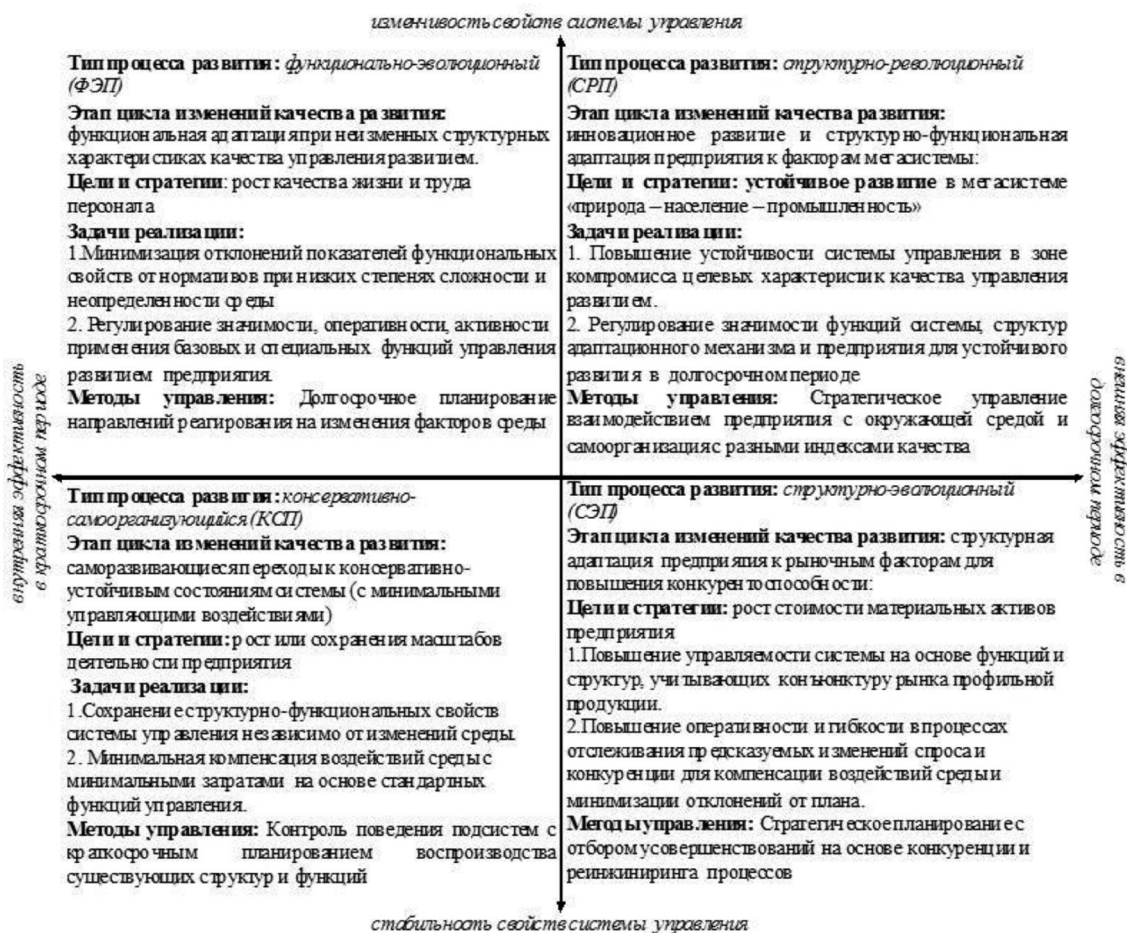 изменчивость свойств системы управления
Тип процесса развития: функционально-эволюционный
(ФЭП)
Этап цикла изменений качества развития:
функциональная адаптация при неизменных структурных
характеристиках качества управления развитием.
Цели и стратегии: рост качества жизни и труда
персонала
Задачи реализации:
1.Минимизация отклонений показателей функциональных
свойств от нормативов при низких степенях сложности и
неопределенности среды
2. Регулирование значимости, оперативности, активности
применения базовых и специальных функций управления
развитием предприятия.
Методы управления: Долгосрочное планирование
направлений реагирования на изменения факторов среды
Тип процесса развития: структурно-революционный
(СРП)
Этап цикла изменений качества развития:
инновационное развитие и структурно-функциональная
адаптация предприятия к факторам мегасистемы:
Цели и стратегии: устойчивое развитие в мегасистеме
«природа – население – промышленность»
Задачи реализации:
1. Повышение устойчивости системы управления в зоне
компромисса целевых характеристик качества управления
развитием.
2. Регулирование значимости функций системы, структур
адаптационного механизма и предприятия для устойчивого
развития в долгосрочном периоде
Методы управления: Стратегическое управление
взаимодействием предприятия с окружающей средой и
самоорганизация с разными индексами качества
внутренняя эффективность
в краткосрочном периоде
внешняя эффективность в
долгосрочном периоде
Тип процесса развития: консервативно-
самоорганизующийся (КСП)
Этап цикла изменений качества развития:
саморазвивающиеся переходы к консервативно-
устойчивым состояниям системы (с минимальными
управляющими воздействиями)
Цели и стратегии: рост или сохранения масштабов
деятельности предприятия
Задачи реализации:
1.Сохранение структурно-функциональных свойств
системы управления независимо от изменений среды.
2. Минимальная компенсация воздействий среды с
минимальными затратами на основе стандартных
функций управления.
Методы управления: Контроль поведения подсистем с
краткосрочным планированием воспроизводства
существующих структур и функций
Тип процесса развития: структурно-эволюционный
(СЭП)
Этап цикла изменений качества развития: структурная
адаптация предприятия к рыночным факторам для
повышения конкурентоспособности:
Цели и стратегии: рост стоимости материальных активов
предприятия
1.Повышение управляемости системы на основе функций и
структур, учитывающих конъюнктуру рынка профильной
продукции.
2.Повышение оперативности и гибкости в процессах
отслеживания предсказуемых изменений спроса и
конкуренции для компенсации воздействий среды и
минимизации отклонений от плана.
Методы управления: Стратегическое планирование с
отбором усовершенствований на основе конкуренции и
реинжиниринга процессов
стабильность свойств системы управления